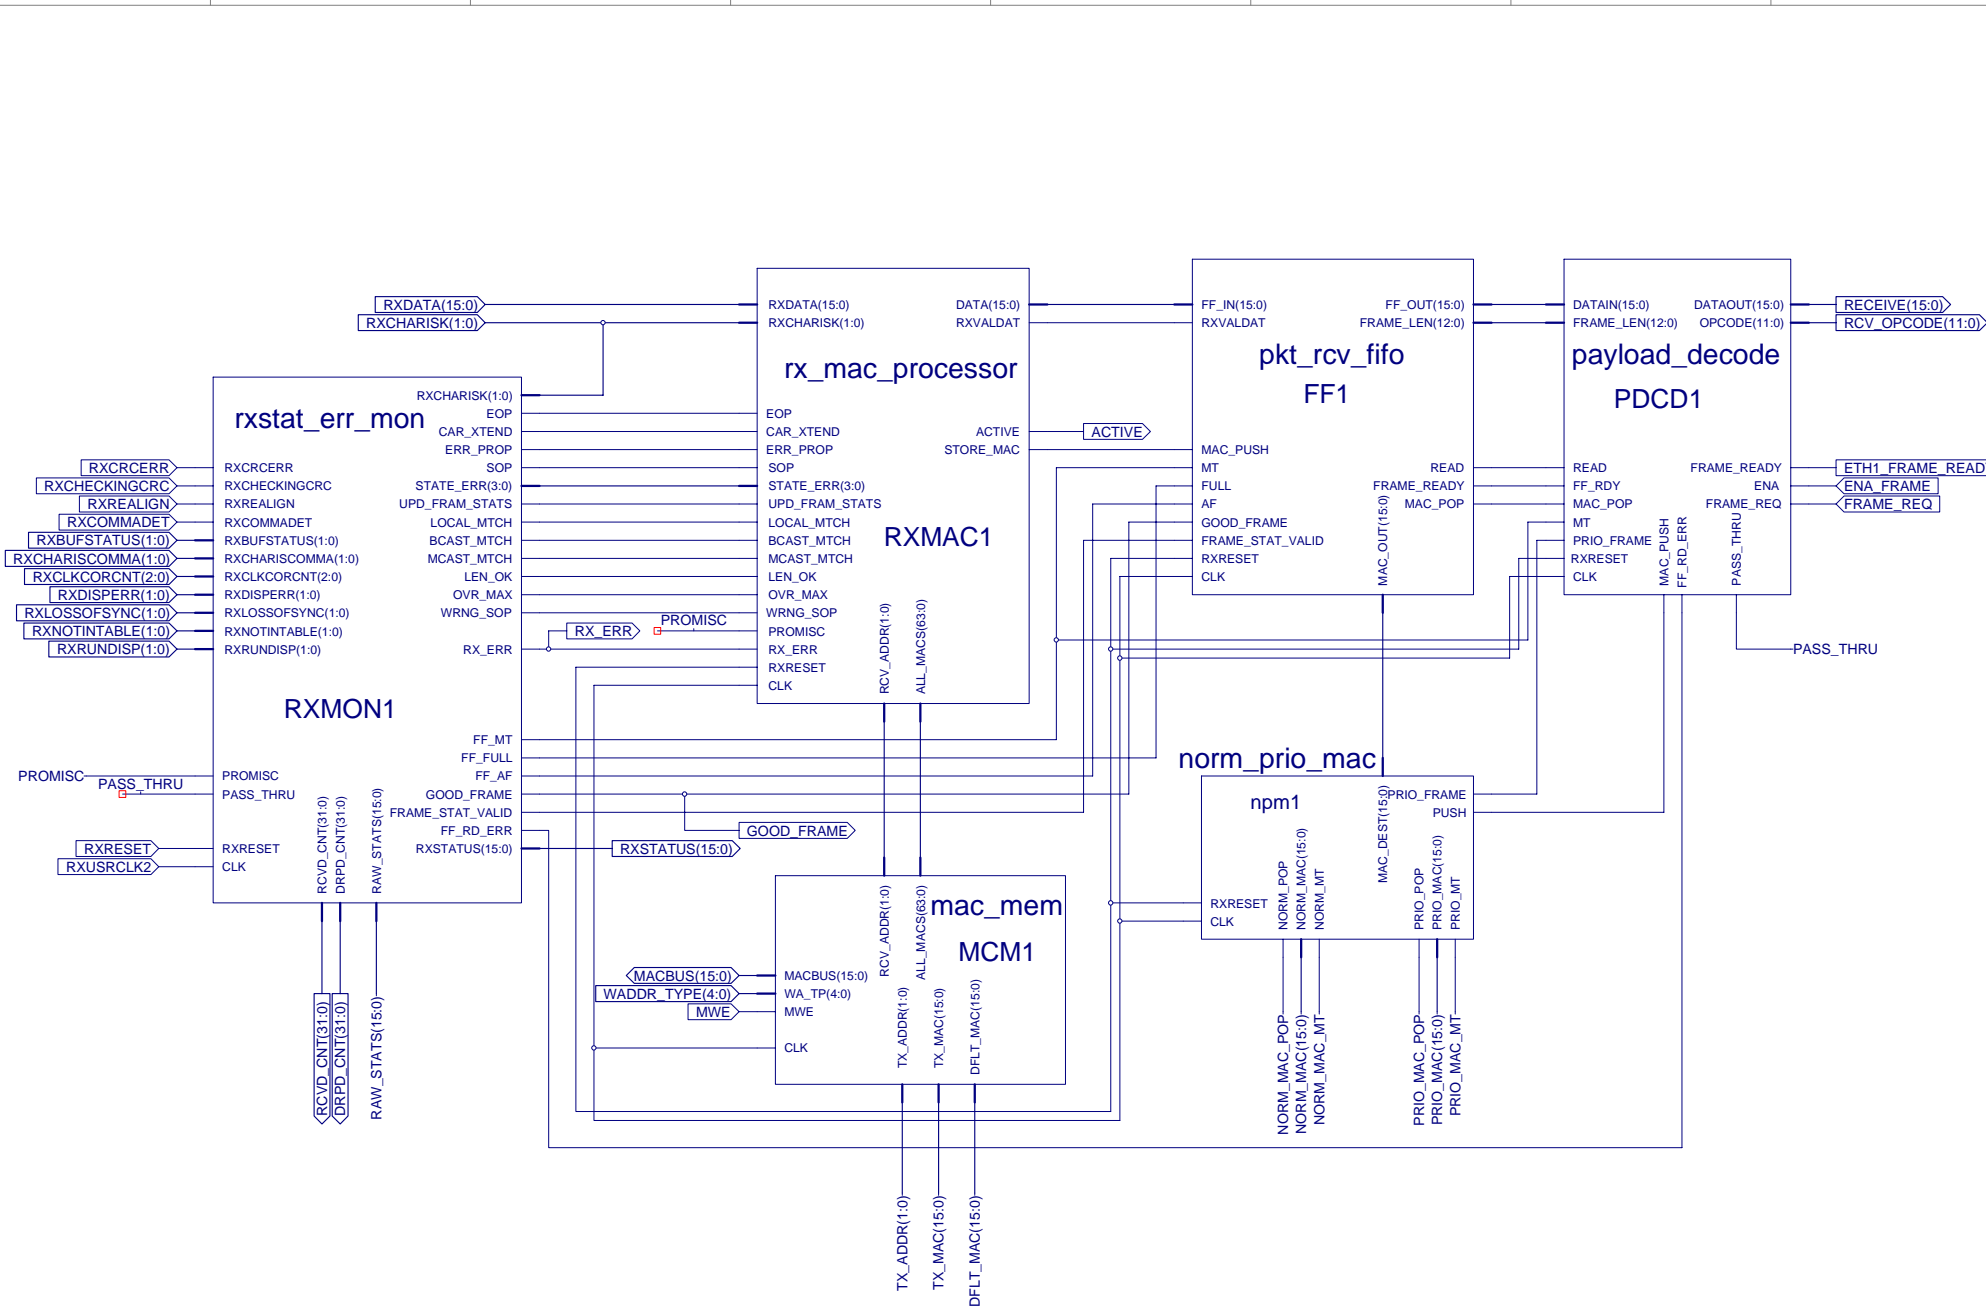 RXDATA(15:0)
RXCHARISK(1:0)
rxstat_err_mon
RXMON1
RXCRCERR
RXCHECKINGCRC
RXREALIGN
RXCOMMADET
RXBUFSTATUS(1:0)
RXCHARISCOMMA(1:0)
RXCLKCORCNT(2:0)
RXDISPERR(1:0)
RXLOSSOFSYNC(1:0)
RXNOTINTABLE(1:0)
RXRUNDISP(1:0)
PROMISC
PASS_THRU
RXRESET
RXUSRCLK2
RXCRCERR
RXCHECKINGCRC
RXREALIGN
RXCOMMADET
RXBUFSTATUS(1:0)
RXCHARISCOMMA(1:0)
RXCLKCORCNT(2:0)
RXDISPERR(1:0)
RXLOSSOFSYNC(1:0)
RXNOTINTABLE(1:0)
RXRUNDISP(1:0)
PROMISC
PASS_THRU
RXRESET
CLK
RXCHARISK(1:0)
EOP
CAR_XTEND
ERR_PROP
SOP
STATE_ERR(3:0)
UPD_FRAM_STATS
LOCAL_MTCH
BCAST_MTCH
MCAST_MTCH
LEN_OK
OVR_MAX
WRNG_SOP
RX_ERR
FF_MT
FF_FULL
FF_AF
GOOD_FRAME
FRAME_STAT_VALID
FF_RD_ERR
RXSTATUS(15:0)
RCVD_CNT(31:0)
DRPD_CNT(31:0)
RAW_STATS(15:0)
RCVD_CNT(31:0)
DRPD_CNT(31:0)
RAW_STATS(15:0)
RX_ERR
PROMISC
GOOD_FRAME
RXSTATUS(15:0)
rx_mac_processor
RXMAC1
RXDATA(15:0)
RXCHARISK(1:0)
EOP
CAR_XTEND
ERR_PROP
SOP
STATE_ERR(3:0)
UPD_FRAM_STATS
LOCAL_MTCH
BCAST_MTCH
MCAST_MTCH
LEN_OK
OVR_MAX
WRNG_SOP
PROMISC
RX_ERR
RXRESET
CLK
DATA(15:0)
RXVALDAT
ACTIVE
STORE_MAC
RCV_ADDR(1:0)
ALL_MACS(63:0)
ACTIVE
mac_mem
MCM1
MACBUS(15:0)
WADDR_TYPE(4:0)
MWE
RCV_ADDR(1:0)
ALL_MACS(63:0)
MACBUS(15:0)
WA_TP(4:0)
MWE
CLK
TX_ADDR(1:0)
TX_MAC(15:0)
DFLT_MAC(15:0)
TX_ADDR(1:0)
TX_MAC(15:0)
DFLT_MAC(15:0)
pkt_rcv_fifo
FF1
FF_IN(15:0)
RXVALDAT
MAC_PUSH
MT
FULL
AF
GOOD_FRAME
FRAME_STAT_VALID
RXRESET
CLK
FF_OUT(15:0)
FRAME_LEN(12:0)
READ
FRAME_READY
MAC_POP
MAC_OUT(15:0)
norm_prio_mac
npm1
MAC_DEST(15:0)
PRIO_FRAME
PUSH
RXRESET
CLK
NORM_POP
NORM_MAC(15:0)
NORM_MT
PRIO_POP
PRIO_MAC(15:0)
PRIO_MT
NORM_MAC_POP
NORM_MAC(15:0)
NORM_MAC_MT
PRIO_MAC_POP
PRIO_MAC(15:0)
PRIO_MAC_MT
payload_decode
PDCD1
DATAIN(15:0)
FRAME_LEN(12:0)
READ
FF_RDY
MAC_POP
MT
PRIO_FRAME
RXRESET
CLK
DATAOUT(15:0)
OPCODE(11:0)
FRAME_READY
ENA
FRAME_REQ
MAC_PUSH
FF_RD_ERR
PASS_THRU
RECEIVE(15:0)
RCV_OPCODE(11:0)
ETH1_FRAME_READ
ENA_FRAME
FRAME_REQ
PASS_THRU